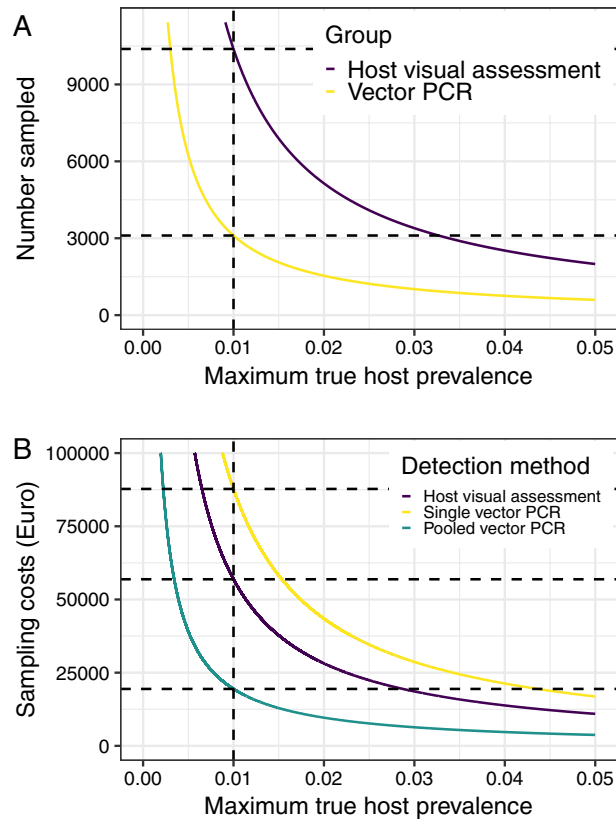 A
Number sampled
9000
6000
3000
0
Group
Host visual assessment
Vector PCR
0.00 0.01 0.02 0.03 0.04 0.05
Maximum true host prevalence
B
Sampling costs (Euro)
100000
75000
50000
25000
0
Detection method
Host visual assessment
Single vector PCR
Pooled vector PCR
0.00 0.01 0.02 0.03 0.04 0.05
Maximum true host prevalence